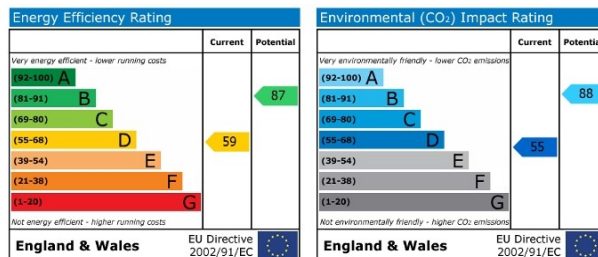 Energy Efficiency Rating
Current Potential
Very energy efficient - lower running costs
(92-100) A
(81-91) B
87
(69-80) C
(55-68) D
59
(39-54) E
(21-38) F
(1-20) G
Not energy efficient - higher running costs
England & Wales
EU Directive
2002/91/EC
Environmental (CO₂) Impact Rating
Current Potential
Very environmentally friendly - lower CO₂ emissions
(92-100) A
(81-91) B
88
(69-80) C
(55-68) D
55
(39-54) E
(21-38) F
(1-20) G
Not environmentally friendly - higher CO₂ emissions
England & Wales
EU Directive
2002/91/EC